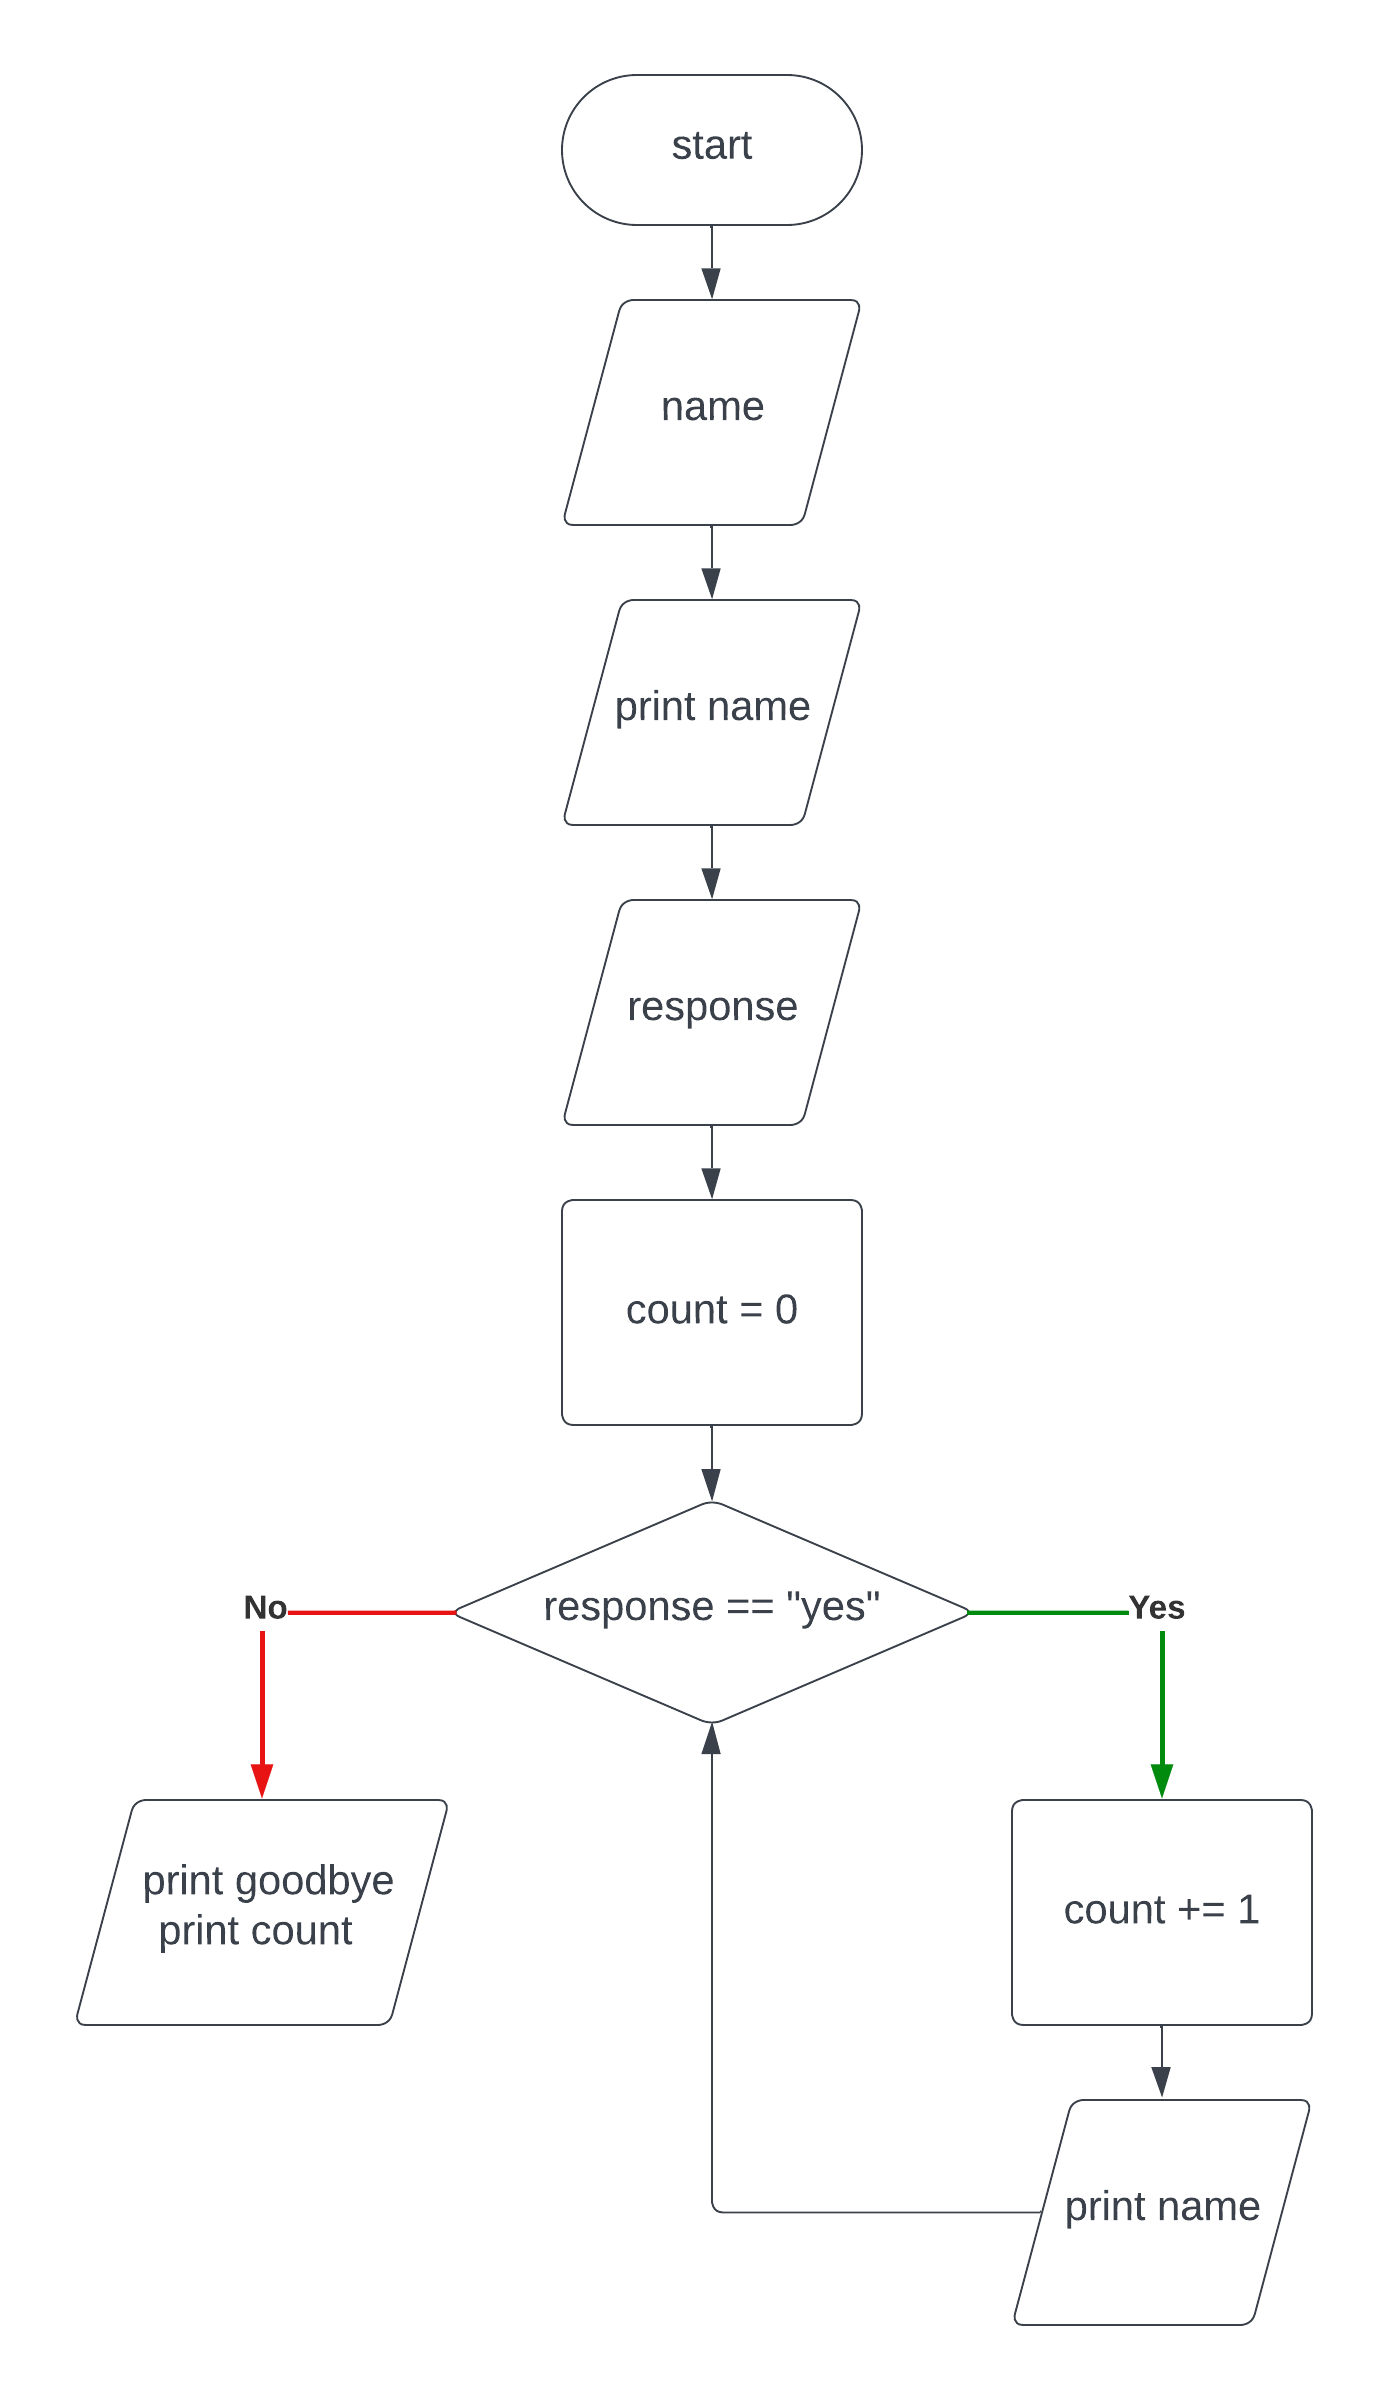 start
name
print name
response
count = 0
response == "yes"
No
Yes
print goodbye
print count
count += 1
print name